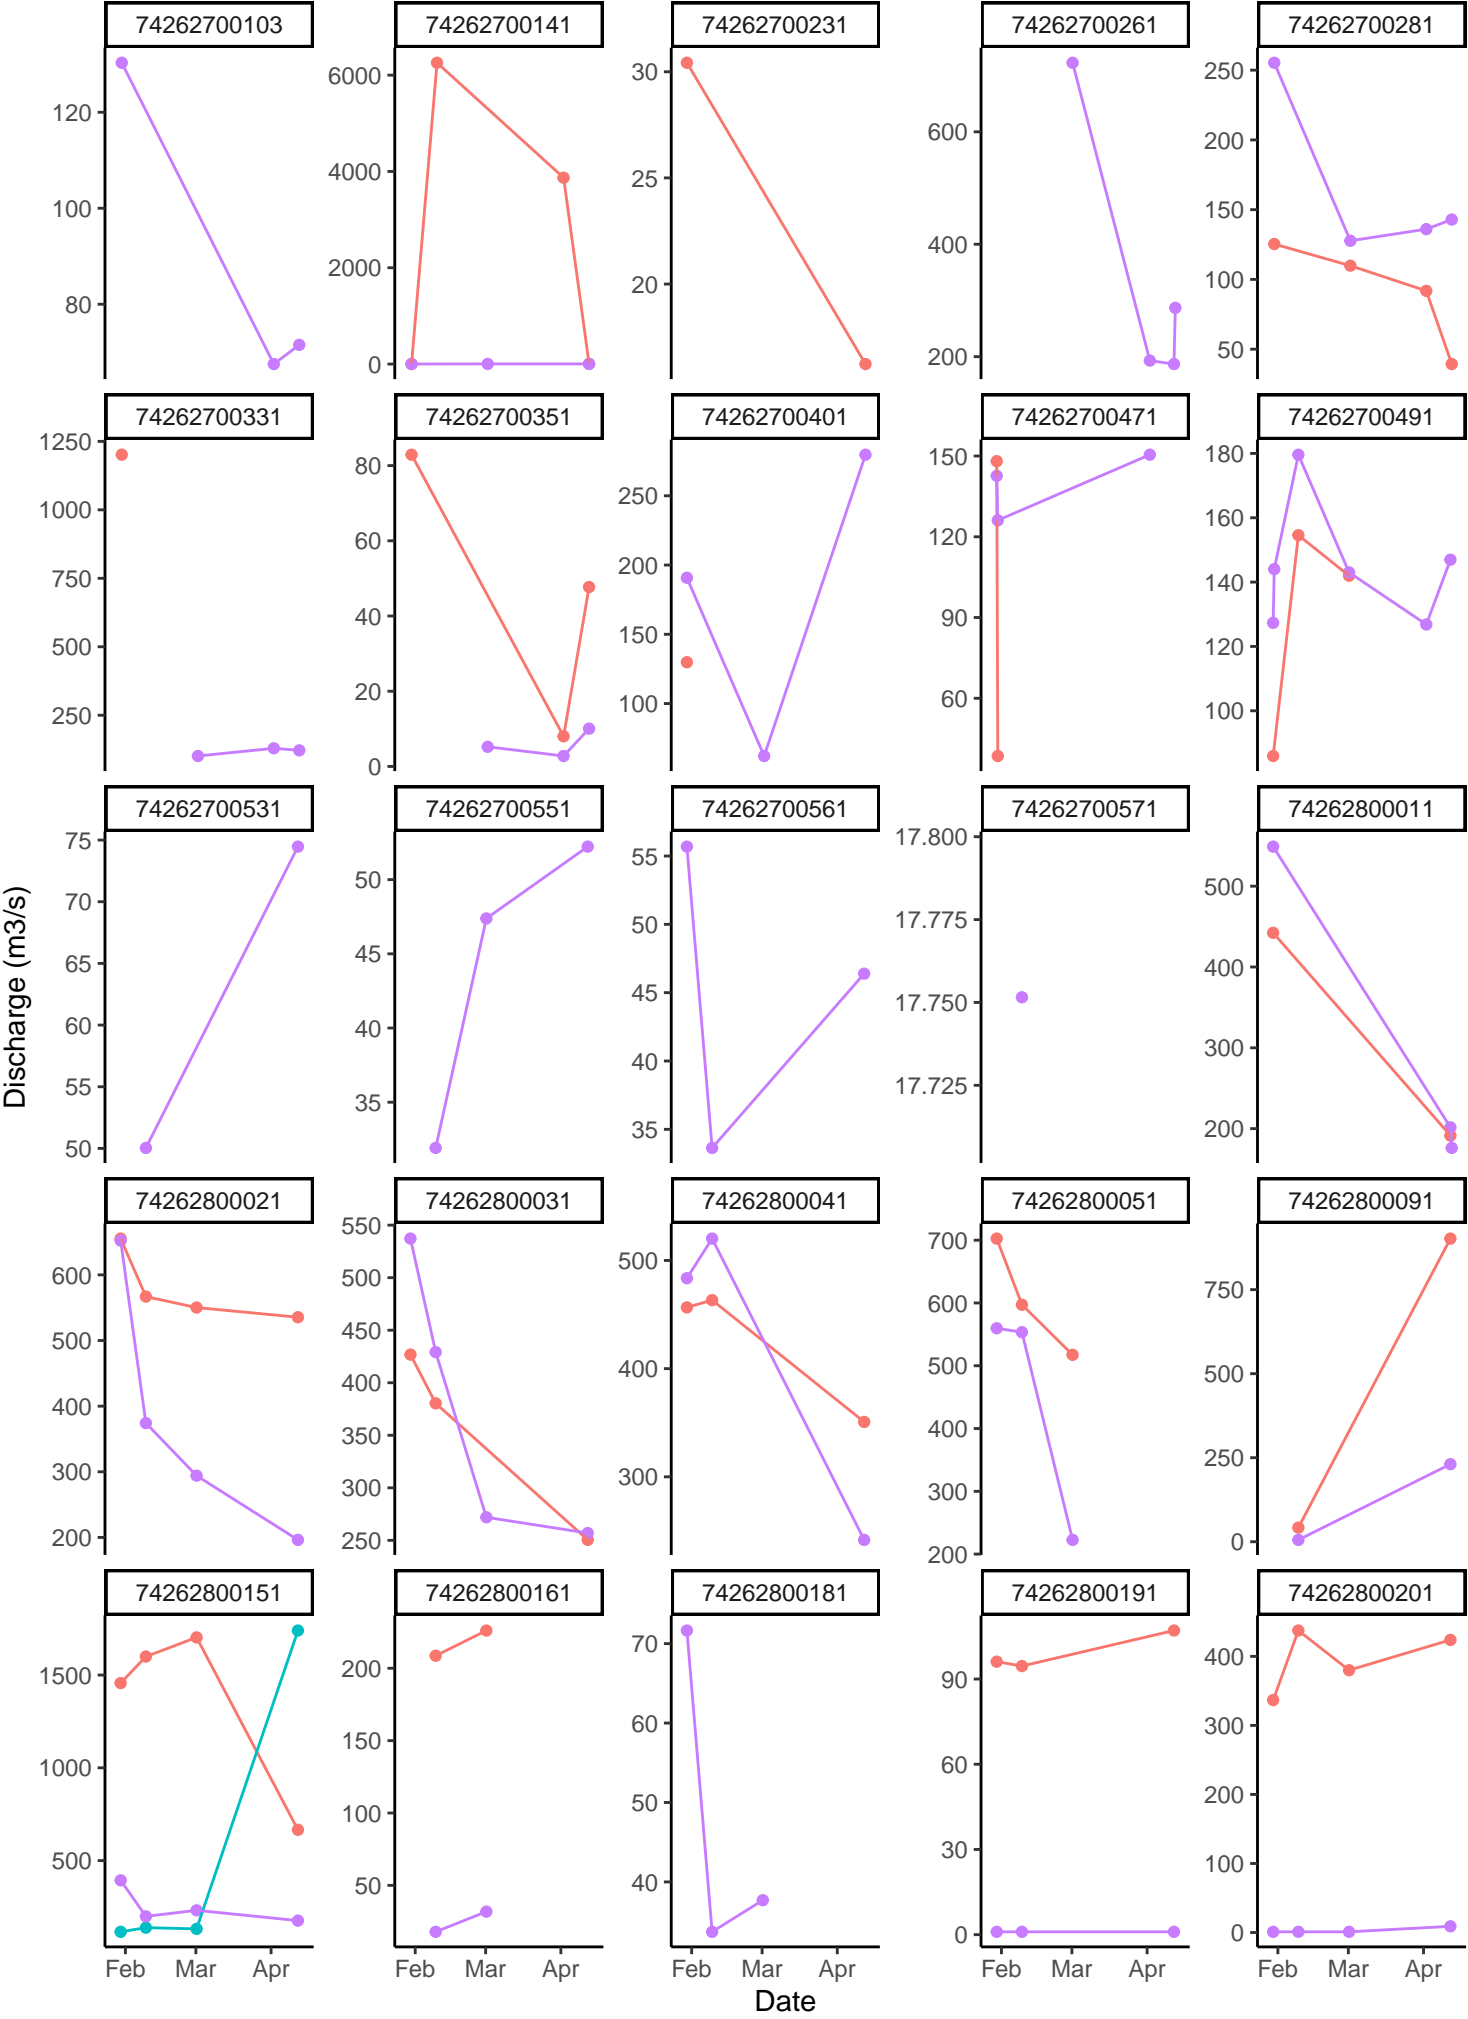 74262700103 74262700141 74262700231 74262700261 74262700281
120 100 80
6000 4000 2000 0
30 25 20
600 400 200
250 200 150 100 50
74262700331 74262700351 74262700401 74262700471 74262700491
1250 1000 750 500 250
80 60 40 20 0
250 200 150 100
150 120 90 60
180 160 140 120 100
74262700531 74262700551 74262700561 74262700571 74262800011
75 70 65 60 55 50
50 45 40 35
55 50 45 40 35
17.800 17.775 17.750 17.725
500 400 300 200
Discharge (m3/s)
74262800021 74262800031 74262800041 74262800051 74262800091
600 500 400 300 200
550 500 450 400 350 300 250
500 400 300
700 600 500 400 300 200
750 500 250 0
74262800151 74262800161 74262800181 74262800191 74262800201
1500 1000 500
200 150 100 50
70 60 50 40
90 60 30 0
400 300 200 100 0
Feb Mar Apr Feb Mar Apr Feb Mar Apr Feb Mar Apr Feb Mar Apr
Date